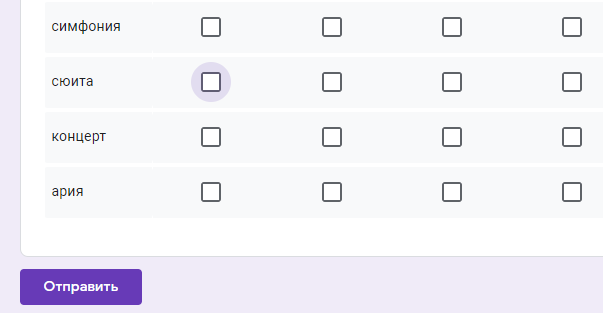 симфония
сюита
концерт
ария
Отправить